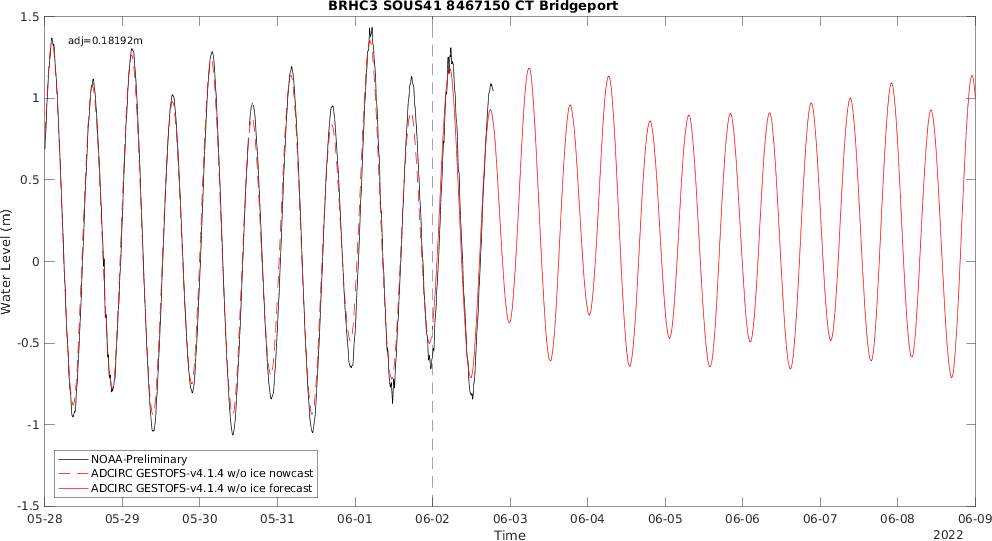 BRHC3 SOUS41 8467150 CT Bridgeport
adj=0.18192m
1.5
1
0.5
0
-0.5
-1
-1.5
Water Level (m)
NOAA-Preliminary
ADCIRC GESTOFS-v4.1.4 w/o ice nowcast
ADCIRC GESTOFS-v4.1.4 w/o ice forecast
05-28 05-29 05-30 05-31 06-01 06-02 06-03 06-04 06-05 06-06 06-07 06-08 06-09
Time
2022